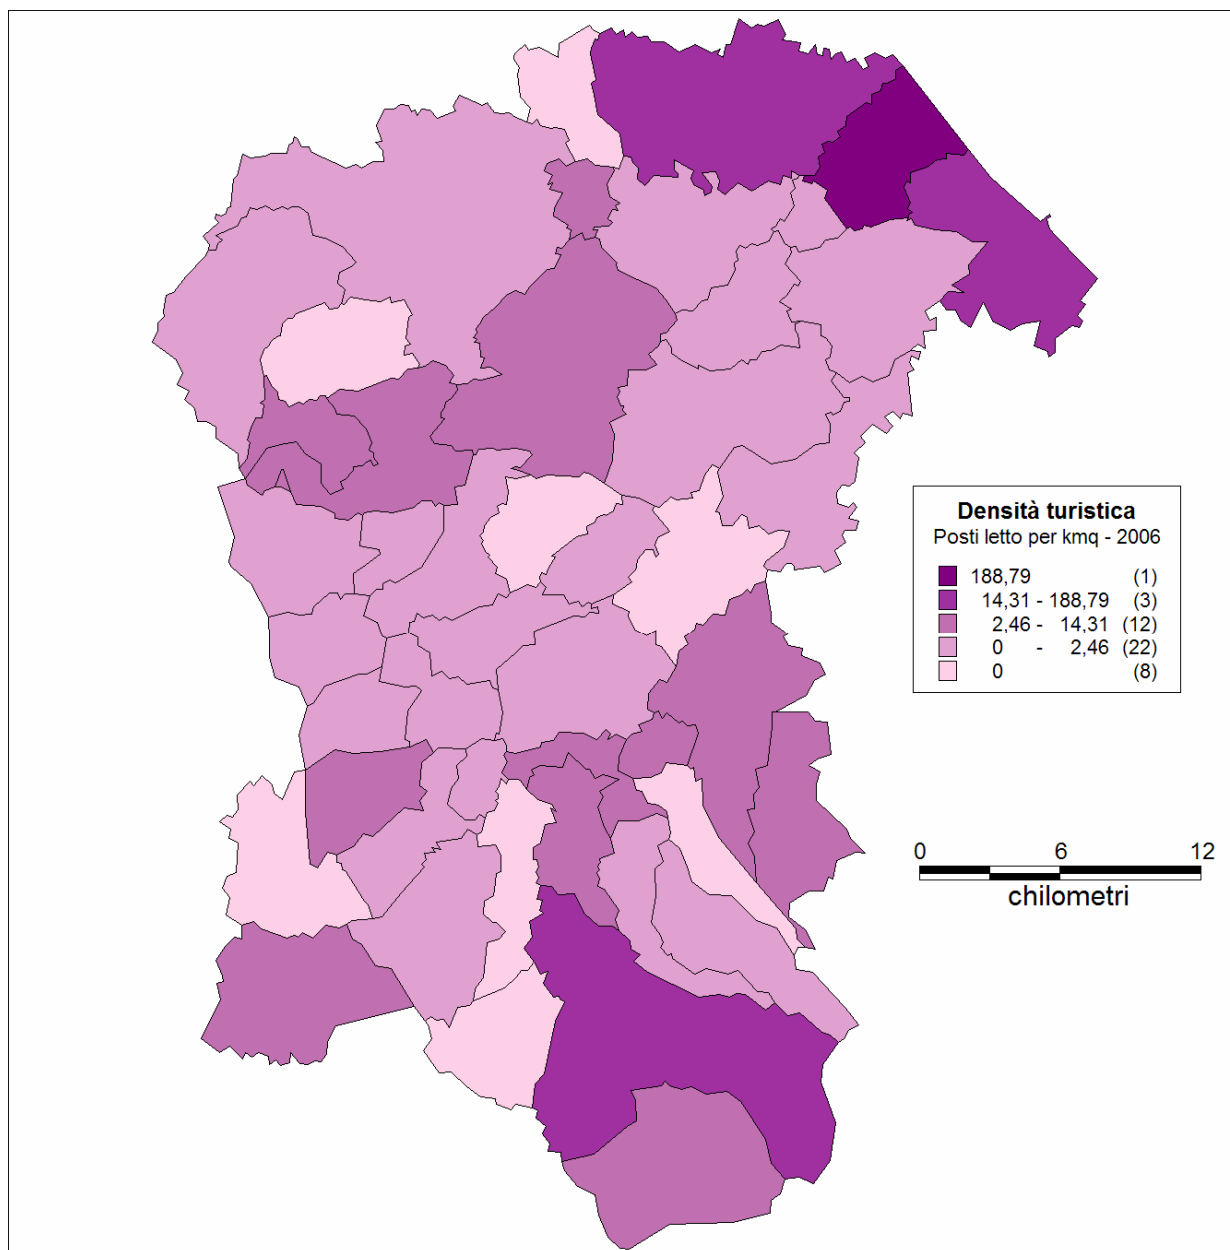 Densità turistica
Posti letto per kmq - 2006
188,79 (1)
14,31 - 188,79 (3)
2,46 - 14,31 (12)
0 - 2,46 (22)
0 (8)
0 6 12
chilometri